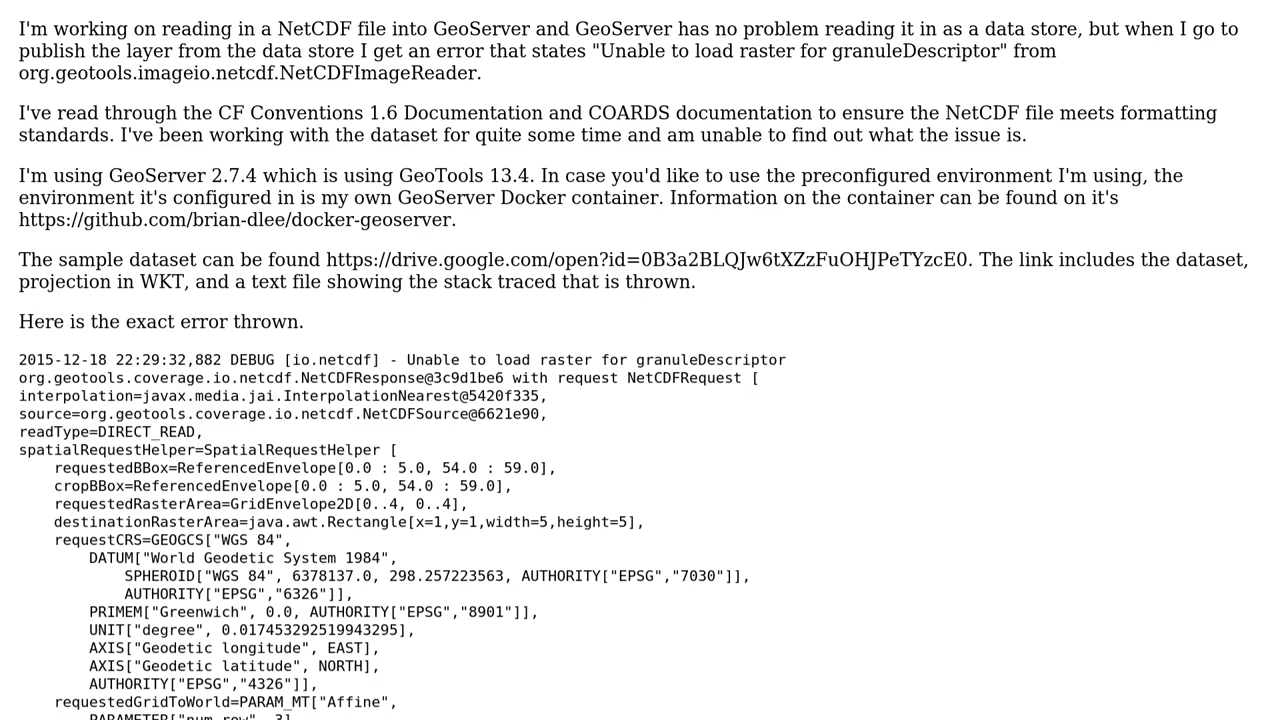 I'm working on reading in a NetCDF file into GeoServer and GeoServer has no problem reading it in as a data store, but when I go to
publish the layer from the data store I get an error that states "Unable to load raster for granuleDescriptor" from
org.geotools.imageio.netcdf.NetCDFImageReader.
I've read through the CF Conventions 1.6 Documentation and COARDS documentation to ensure the NetCDF file meets formatting
standards. I've been working with the dataset for quite some time and am unable to find out what the issue is.
I'm using GeoServer 2.7.4 which is using GeoTools 13.4. In case you'd like to use the preconfigured environment I'm using, the
environment it's configured in is my own GeoServer Docker container. Information on the container can be found on it's
https://github.com/brian-dlee/docker-geoserver.
The sample dataset can be found https://drive.google.com/open?id=0B3a2BLQJw6tXZzFuOHJPeTYzcE0. The link includes the dataset,
projection in WKT, and a text file showing the stack traced that is thrown.
Here is the exact error thrown.
2015-12-18 22:29:32,882 DEBUG [io.netcdf] - Unable to load raster for granuleDescriptor
org.geotools.coverage.io.netcdf.NetCDFResponse@3c9d1be6 with request NetCDFRequest [
interpolation=javax.media.jai.InterpolationNearest@5420f335,
source=org.geotools.coverage.io.netcdf.NetCDFSource@6621e90,
readType=DIRECT_READ,
spatialRequestHelper=SpatialRequestHelper [
    requestedBBox=ReferencedEnvelope[0.0 : 5.0, 54.0 : 59.0],
    cropBBox=ReferencedEnvelope[0.0 : 5.0, 54.0 : 59.0],
    requestedRasterArea=GridEnvelope2D[0..4, 0..4],
    destinationRasterArea=java.awt.Rectangle[x=1,y=1,width=5,height=5],
    requestCRS=GEOGCS["WGS 84",
        DATUM["World Geodetic System 1984",
            SPHEROID["WGS 84", 6378137.0, 298.257223563, AUTHORITY["EPSG","7030"]],
            AUTHORITY["EPSG","6326"]],
        PRIMEM["Greenwich", 0.0, AUTHORITY["EPSG","8901"]],
        UNIT["degree", 0.017453292519943295],
        AXIS["Geodetic longitude", EAST],
        AXIS["Geodetic latitude", NORTH],
        AUTHORITY["EPSG","4326"]],
    requestedGridToWorld=PARAM_MT["Affine",
        PARAMETER["num_row", 3],